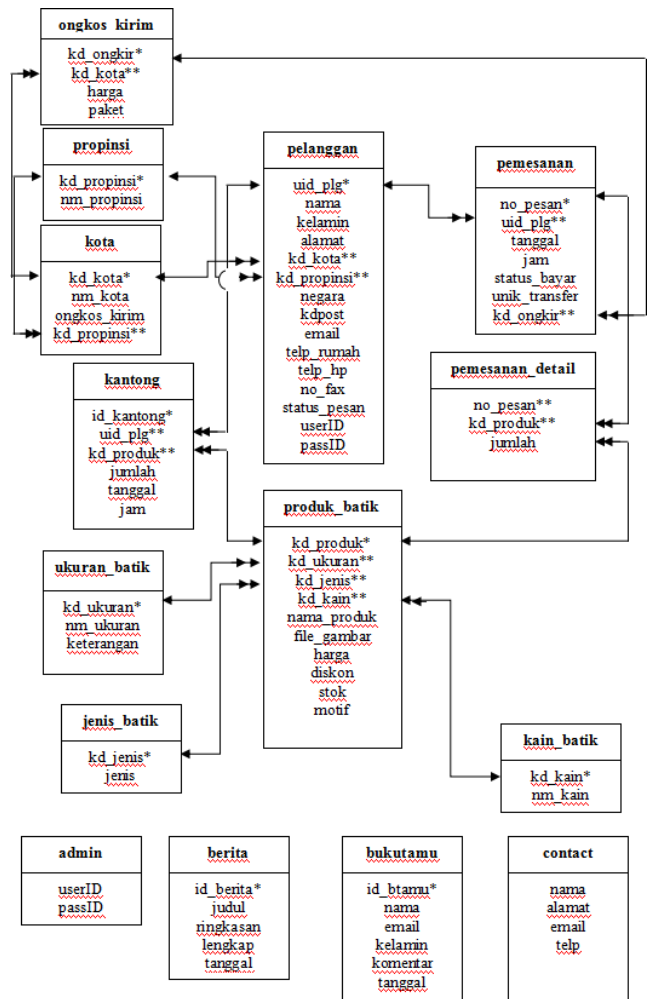 ongkos_kirim
kd_ongkir*
kd_kota**
harga
paket
propinsi
kd_propinsi*
nm_propinsi
kota
kd_kota*
nm_kota
ongkos_kirim
kd_propinsi**
pelanggan
uid_plg*
nama
kelamin
alamat
kd_kota**
kd_propinsi**
negara
kdpost
email
telp_rumah
telp_hp
no_fax
status_pesan
userID
passID
pemesanan
no_pesan*
uid_plg**
tanggal
jam
status_bayar
unik_transfer
kd_ongkir**
pemesanan_detail
no_pesan**
kd_produk**
jumlah
kantong
id_kantong*
uid_plg**
kd_produk**
jumlah
tanggal
jam
produk_batik
kd_produk*
kd_ukuran**
kd_jenis**
kd_kain**
nama_produk
file_gambar
harga
diskon
stok
motif
ukuran_batik
kd_ukuran*
nm_ukuran
keterangan
jenis_batik
kd_jenis*
jenis
kain_batik
kd_kain*
nm_kain
admin
userID
passID
berita
id_berita*
judul
ringkasan
lengkap
tanggal
bukutamu
id_btamu*
nama
email
kelamin
komentar
tanggal
contact
nama
alamat
email
telp